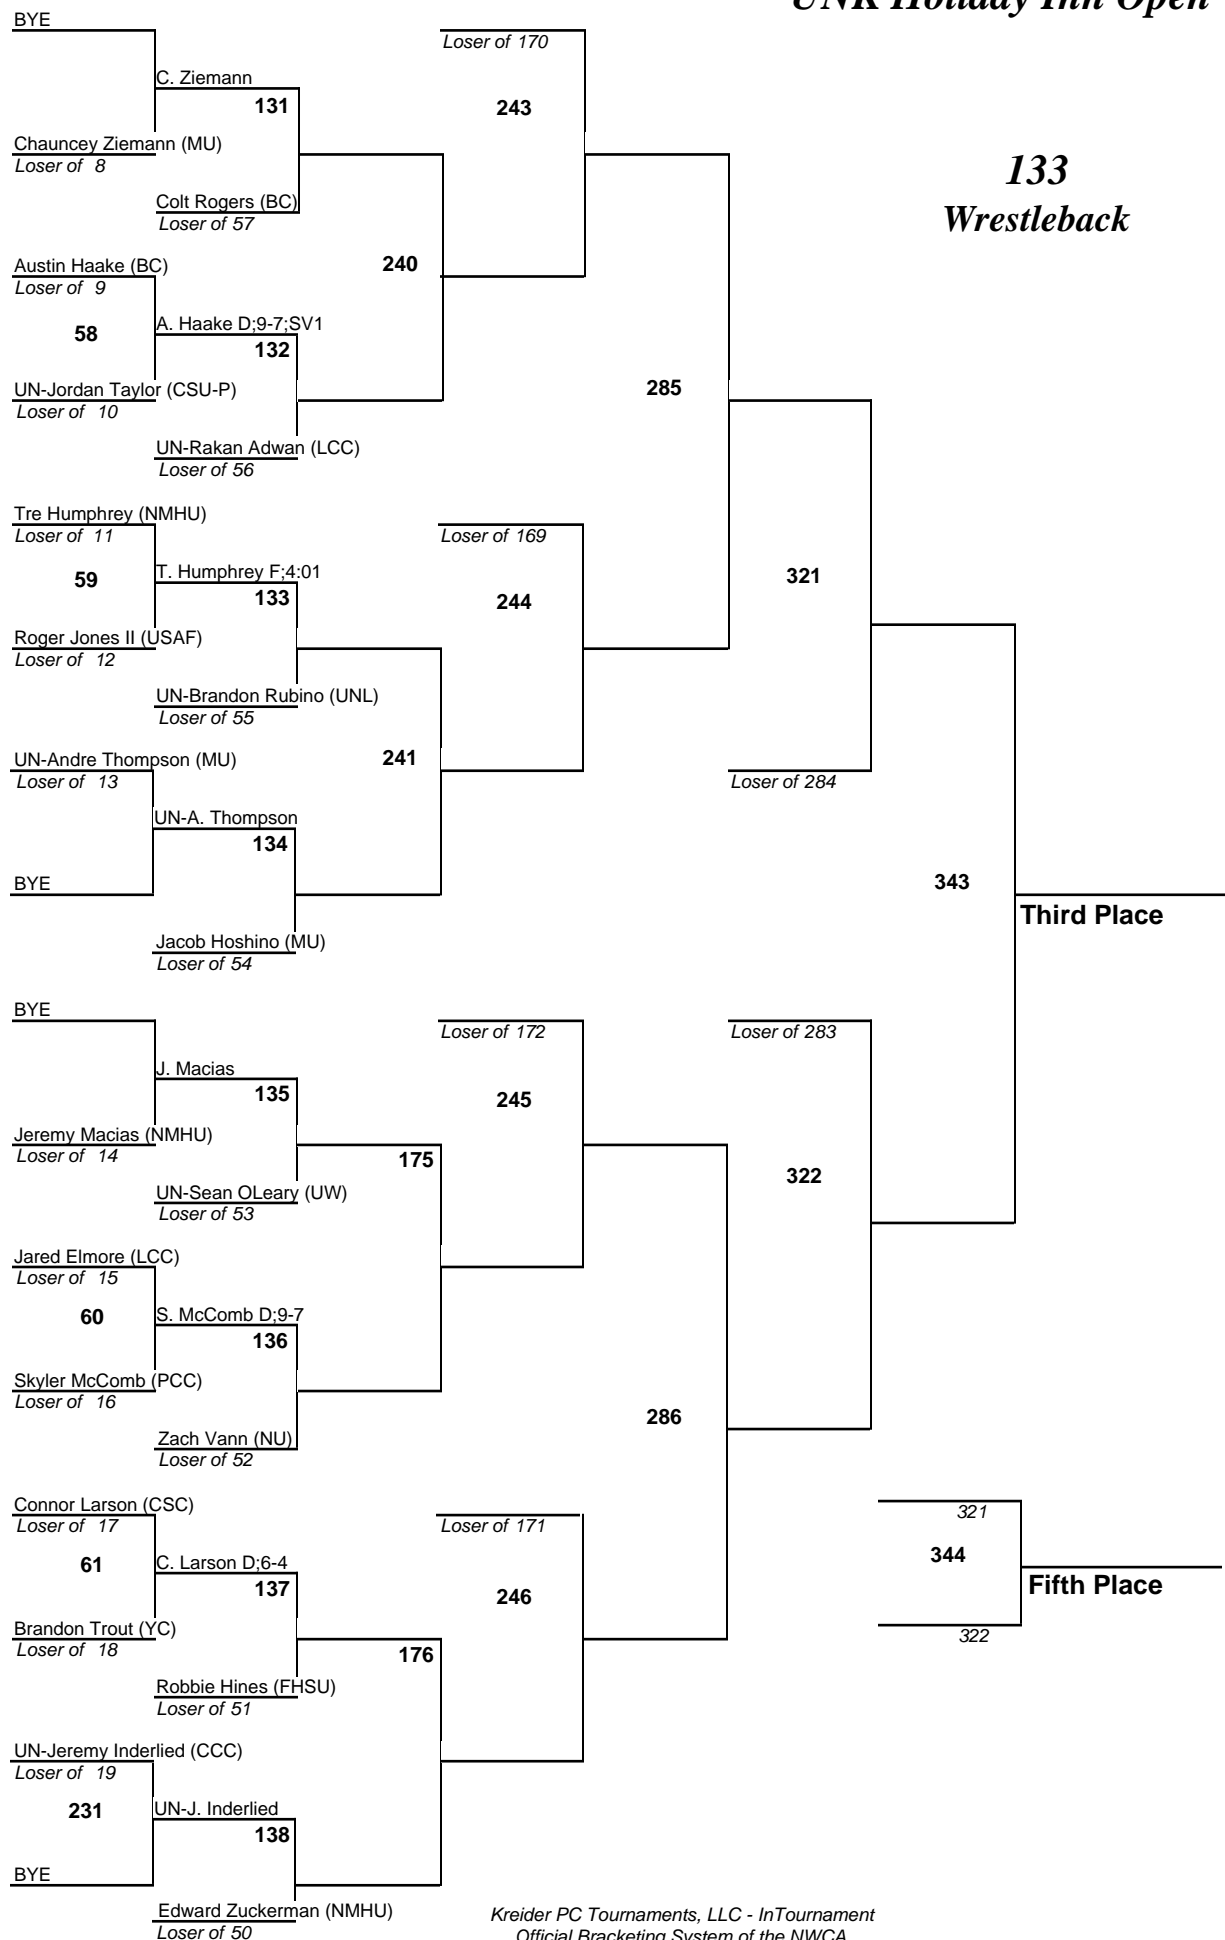 UNK Holiday Inn Open
BYE
Loser of 170
C. Ziemann
131
243
Chauncey Ziemann (MU)
Loser of 8
133
Wrestleback
Colt Rogers (BC)
Loser of 57
Austin Haake (BC)
240
Loser of 9
58
A. Haake D;9-7;SV1
132
UN-Jordan Taylor (CSU-P)
285
Loser of 10
UN-Rakan Adwan (LCC)
Loser of 56
Tre Humphrey (NMHU)
Loser of 11
Loser of 169
59
T. Humphrey F;4:01
321
133
244
Roger Jones II (USAF)
Loser of 12
UN-Brandon Rubino (UNL)
Loser of 55
UN-Andre Thompson (MU)
241
Loser of 13
Loser of 284
UN-A. Thompson
134
BYE
343
Third Place
Jacob Hoshino (MU)
Loser of 54
BYE
Loser of 172
Loser of 283
J. Macias
135
245
Jeremy Macias (NMHU)
Loser of 14
175
322
UN-Sean OLeary (UW)
Loser of 53
Jared Elmore (LCC)
Loser of 15
60
S. McComb D;9-7
136
Skyler McComb (PCC)
Loser of 16
286
Zach Vann (NU)
Loser of 52
Connor Larson (CSC)
321
Loser of 17
Loser of 171
61
C. Larson D;6-4
344
137
246
Fifth Place
Brandon Trout (YC)
322
Loser of 18
176
Robbie Hines (FHSU)
Loser of 51
UN-Jeremy Inderlied (CCC)
Loser of 19
231
UN-J. Inderlied
138
BYE
Edward Zuckerman (NMHU)
Loser of 50
Kreider PC Tournaments, LLC - InTournament
Official Bracketing System of the NWCA